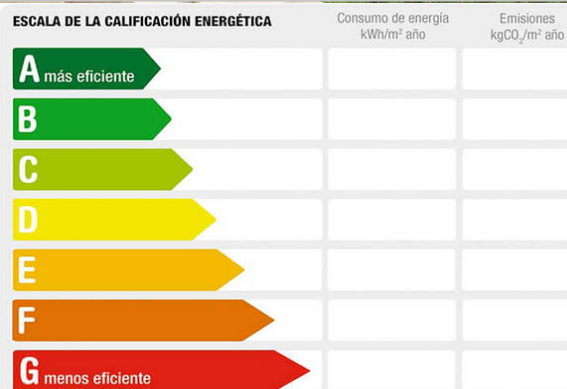 ESCALA DE LA CALIFICACIÓN ENERGÉTICA
Consumo de energía
kWh/m² año
Emisiones
kgCO₂/m² año
A más eficiente
B
C
D
E
F
G menos eficiente